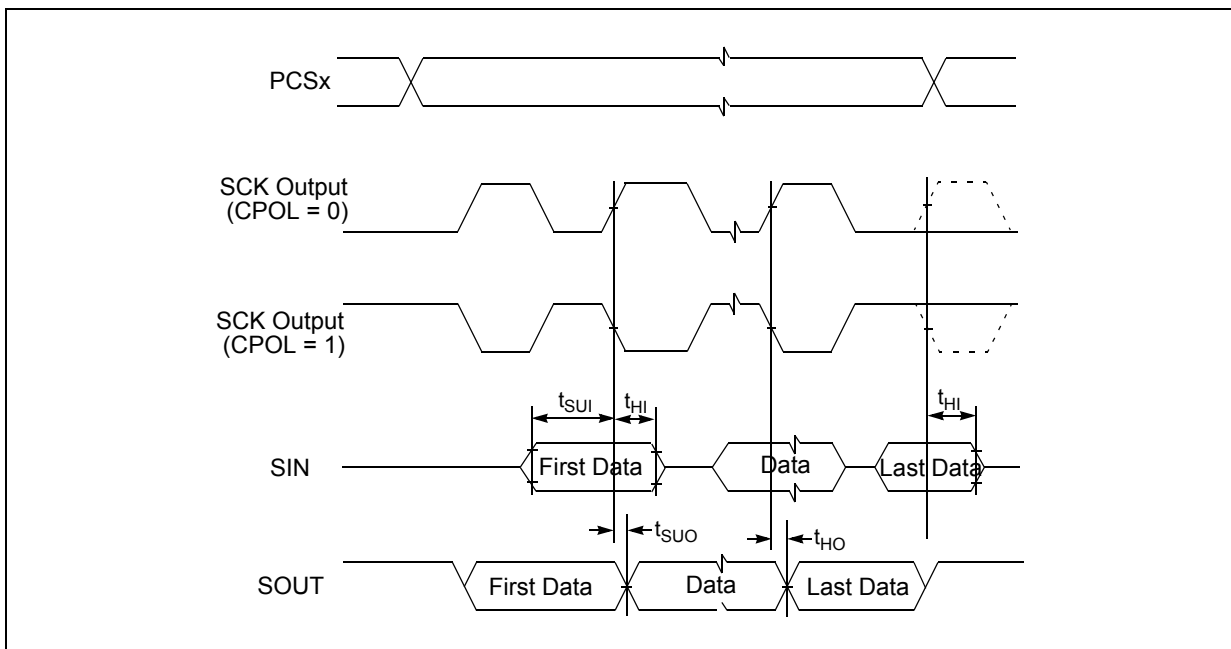 PCSx
SCK Output
(CPOL = 0)
SCK Output
(CPOL = 1)
tSUI
tHI
tHI
SIN
First Data
Data
Last Data
tSUO
tHO
SOUT
First Data
Data
Last Data